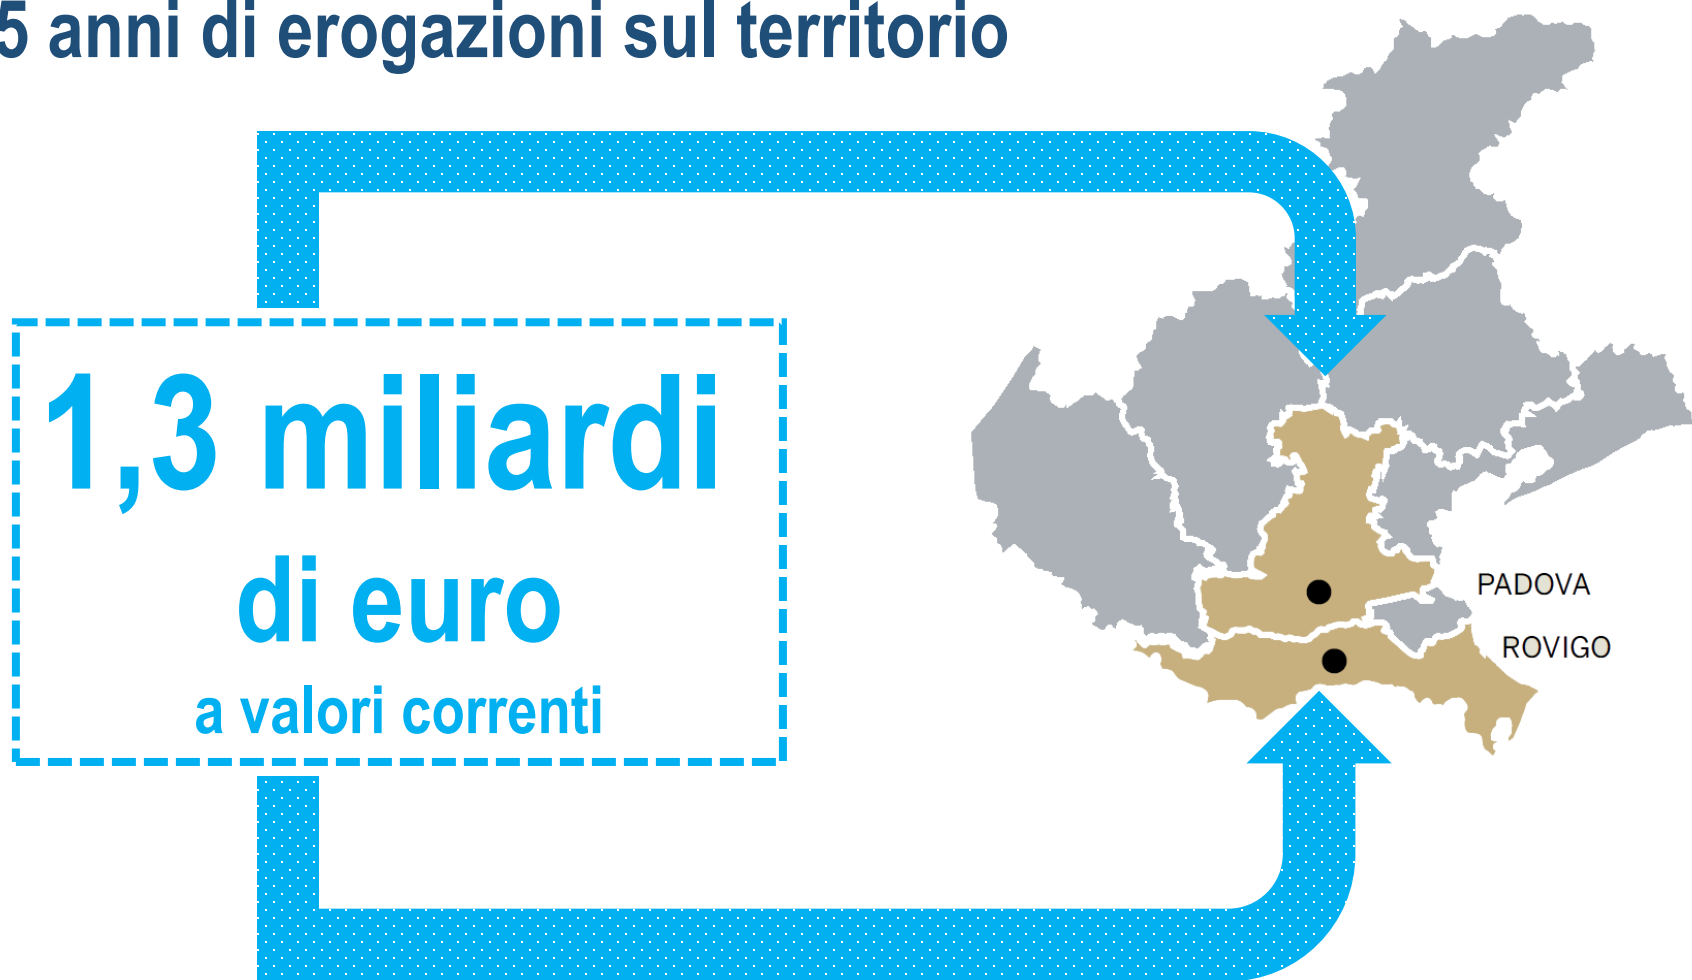 5 anni di erogazioni sul territorio
1,3 miliardi
di euro
a valori correnti
PADOVA
ROVIGO